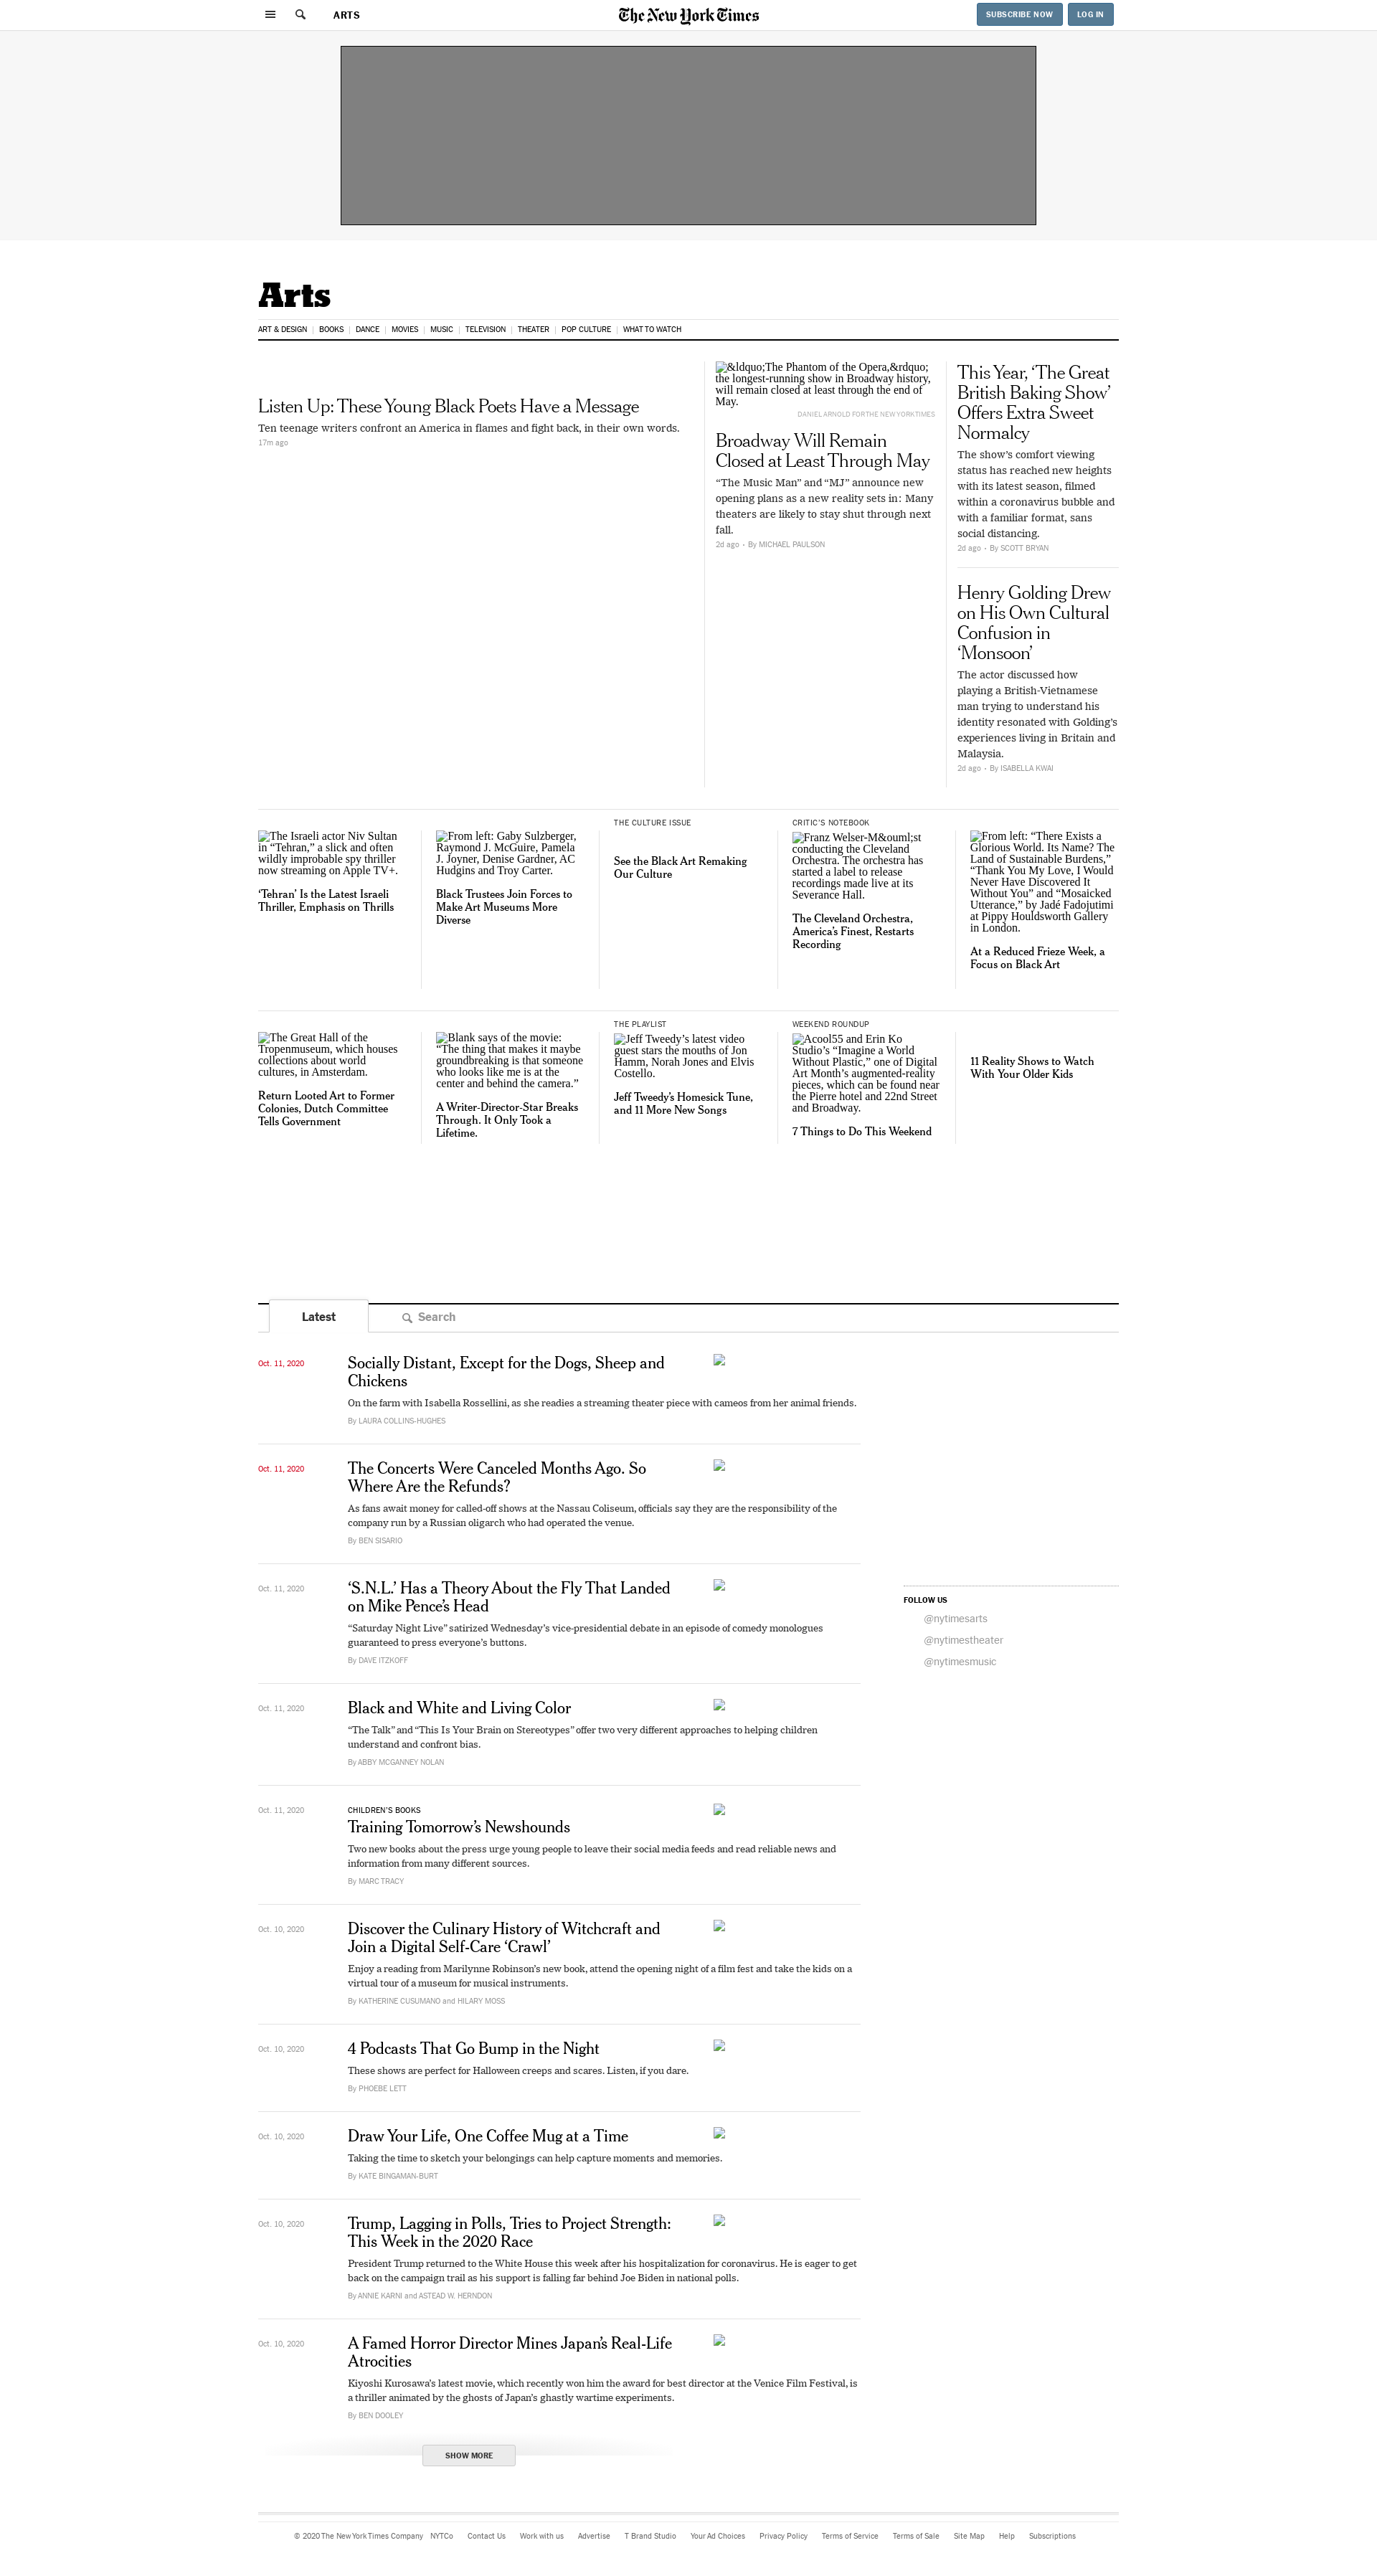 ARTS
The New York Times
SUBSCRIBE NOW
LOG IN
Arts
ART & DESIGN
BOOKS
DANCE
MOVIES
MUSIC
TELEVISION
THEATER
POP CULTURE
WHAT TO WATCH
Listen Up: These Young Black Poets Have a Message
Ten teenage writers confront an America in flames and fight back, in their own words.
17m ago
&ldquo;The Phantom of the Opera,&rdquo;
the longest-running show in Broadway history,
will remain closed at least through the end of
May.
DANIEL ARNOLD FOR THE NEW YORK TIMES
Broadway Will Remain
Closed at Least Through May
“The Music Man” and “MJ” announce new
opening plans as a new reality sets in: Many
theaters are likely to stay shut through next
fall.
2d ago • By MICHAEL PAULSON
This Year, ‘The Great
British Baking Show’
Offers Extra Sweet
Normalcy
The show’s comfort viewing
status has reached new heights
with its latest season, filmed
within a coronavirus bubble and
with a familiar format, sans
social distancing.
2d ago • By SCOTT BRYAN
Henry Golding Drew
on His Own Cultural
Confusion in
‘Monsoon’
The actor discussed how
playing a British-Vietnamese
man trying to understand his
identity resonated with Golding’s
experiences living in Britain and
Malaysia.
2d ago • By ISABELLA KWAI
The Israeli actor Niv Sultan
in “Tehran,” a slick and often
wildly improbable spy thriller
now streaming on Apple TV+.
‘Tehran’ Is the Latest Israeli
Thriller, Emphasis on Thrills
From left: Gaby Sulzberger,
Raymond J. McGuire, Pamela
J. Joyner, Denise Gardner, AC
Hudgins and Troy Carter.
Black Trustees Join Forces to
Make Art Museums More
Diverse
THE CULTURE ISSUE
See the Black Art Remaking
Our Culture
CRITIC’S NOTEBOOK
Franz Welser-M&ouml;st
conducting the Cleveland
Orchestra. The orchestra has
started a label to release
recordings made live at its
Severance Hall.
The Cleveland Orchestra,
America’s Finest, Restarts
Recording
From left: “There Exists a
Glorious World. Its Name? The
Land of Sustainable Burdens,”
“Thank You My Love, I Would
Never Have Discovered It
Without You” and “Mosaicked
Utterance,” by Jadé Fadojutimi
at Pippy Houldsworth Gallery
in London.
At a Reduced Frieze Week, a
Focus on Black Art
The Great Hall of the
Tropenmuseum, which houses
collections about world
cultures, in Amsterdam.
Return Looted Art to Former
Colonies, Dutch Committee
Tells Government
Blank says of the movie:
“The thing that makes it maybe
groundbreaking is that someone
who looks like me is at the
center and behind the camera.”
A Writer-Director-Star Breaks
Through. It Only Took a
Lifetime.
THE PLAYLIST
Jeff Tweedy’s latest video
guest stars the mouths of Jon
Hamm, Norah Jones and Elvis
Costello.
Jeff Tweedy’s Homesick Tune,
and 11 More New Songs
WEEKEND ROUNDUP
Acool55 and Erin Ko
Studio’s “Imagine a World
Without Plastic,” one of Digital
Art Month’s augmented-reality
pieces, which can be found near
the Pierre hotel and 22nd Street
and Broadway.
7 Things to Do This Weekend
11 Reality Shows to Watch
With Your Older Kids
Latest
Search
Oct. 11, 2020
Socially Distant, Except for the Dogs, Sheep and
Chickens
On the farm with Isabella Rossellini, as she readies a streaming theater piece with cameos from her animal friends.
By LAURA COLLINS-HUGHES
Oct. 11, 2020
The Concerts Were Canceled Months Ago. So
Where Are the Refunds?
As fans await money for called-off shows at the Nassau Coliseum, officials say they are the responsibility of the
company run by a Russian oligarch who had operated the venue.
By BEN SISARIO
Oct. 11, 2020
‘S.N.L.’ Has a Theory About the Fly That Landed
on Mike Pence’s Head
“Saturday Night Live” satirized Wednesday’s vice-presidential debate in an episode of comedy monologues
guaranteed to press everyone’s buttons.
By DAVE ITZKOFF
FOLLOW US
@nytimesarts
@nytimestheater
@nytimesmusic
Oct. 11, 2020
Black and White and Living Color
“The Talk” and “This Is Your Brain on Stereotypes” offer two very different approaches to helping children
understand and confront bias.
By ABBY MCGANNEY NOLAN
Oct. 11, 2020
CHILDREN’S BOOKS
Training Tomorrow’s Newshounds
Two new books about the press urge young people to leave their social media feeds and read reliable news and
information from many different sources.
By MARC TRACY
Oct. 10, 2020
Discover the Culinary History of Witchcraft and
Join a Digital Self-Care ‘Crawl’
Enjoy a reading from Marilynne Robinson’s new book, attend the opening night of a film fest and take the kids on a
virtual tour of a museum for musical instruments.
By KATHERINE CUSUMANO and HILARY MOSS
Oct. 10, 2020
4 Podcasts That Go Bump in the Night
These shows are perfect for Halloween creeps and scares. Listen, if you dare.
By PHOEBE LETT
Oct. 10, 2020
Draw Your Life, One Coffee Mug at a Time
Taking the time to sketch your belongings can help capture moments and memories.
By KATE BINGAMAN-BURT
Oct. 10, 2020
Trump, Lagging in Polls, Tries to Project Strength:
This Week in the 2020 Race
President Trump returned to the White House this week after his hospitalization for coronavirus. He is eager to get
back on the campaign trail as his support is falling far behind Joe Biden in national polls.
By ANNIE KARNI and ASTEAD W. HERNDON
Oct. 10, 2020
A Famed Horror Director Mines Japan’s Real-Life
Atrocities
Kiyoshi Kurosawa’s latest movie, which recently won him the award for best director at the Venice Film Festival, is
a thriller animated by the ghosts of Japan’s ghastly wartime experiments.
By BEN DOOLEY
SHOW MORE
© 2020 The New York Times Company
NYTCo
Contact Us
Work with us
Advertise
T Brand Studio
Your Ad Choices
Privacy Policy
Terms of Service
Terms of Sale
Site Map
Help
Subscriptions